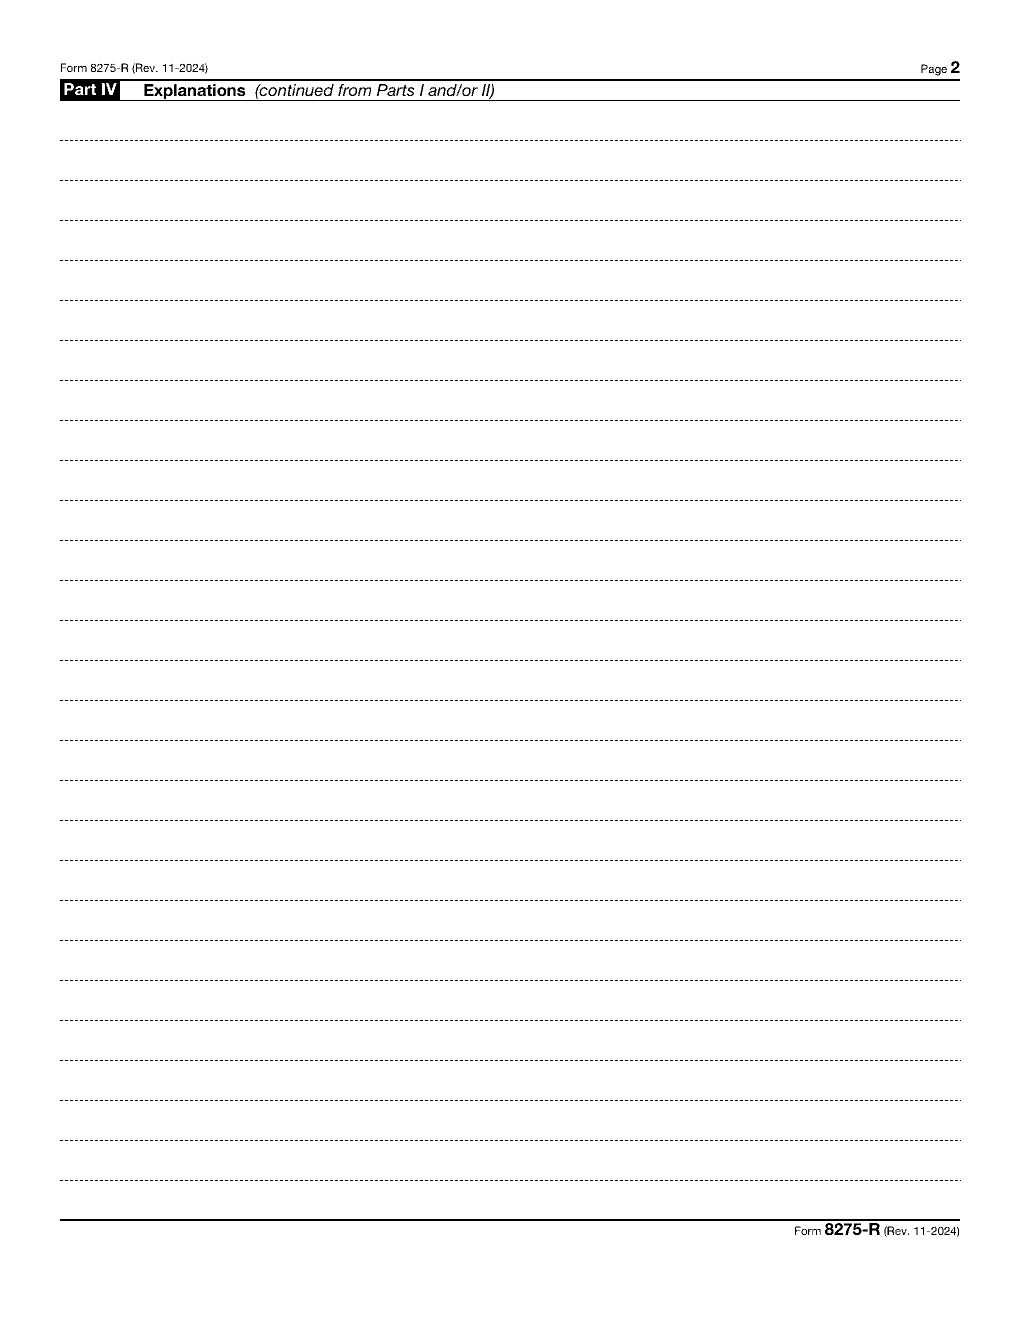 Form 8275-R (Rev. 11-2024) Page 2
Part IV Explanations (continued from Parts I and/or II)
Form 8275-R (Rev. 11-2024)